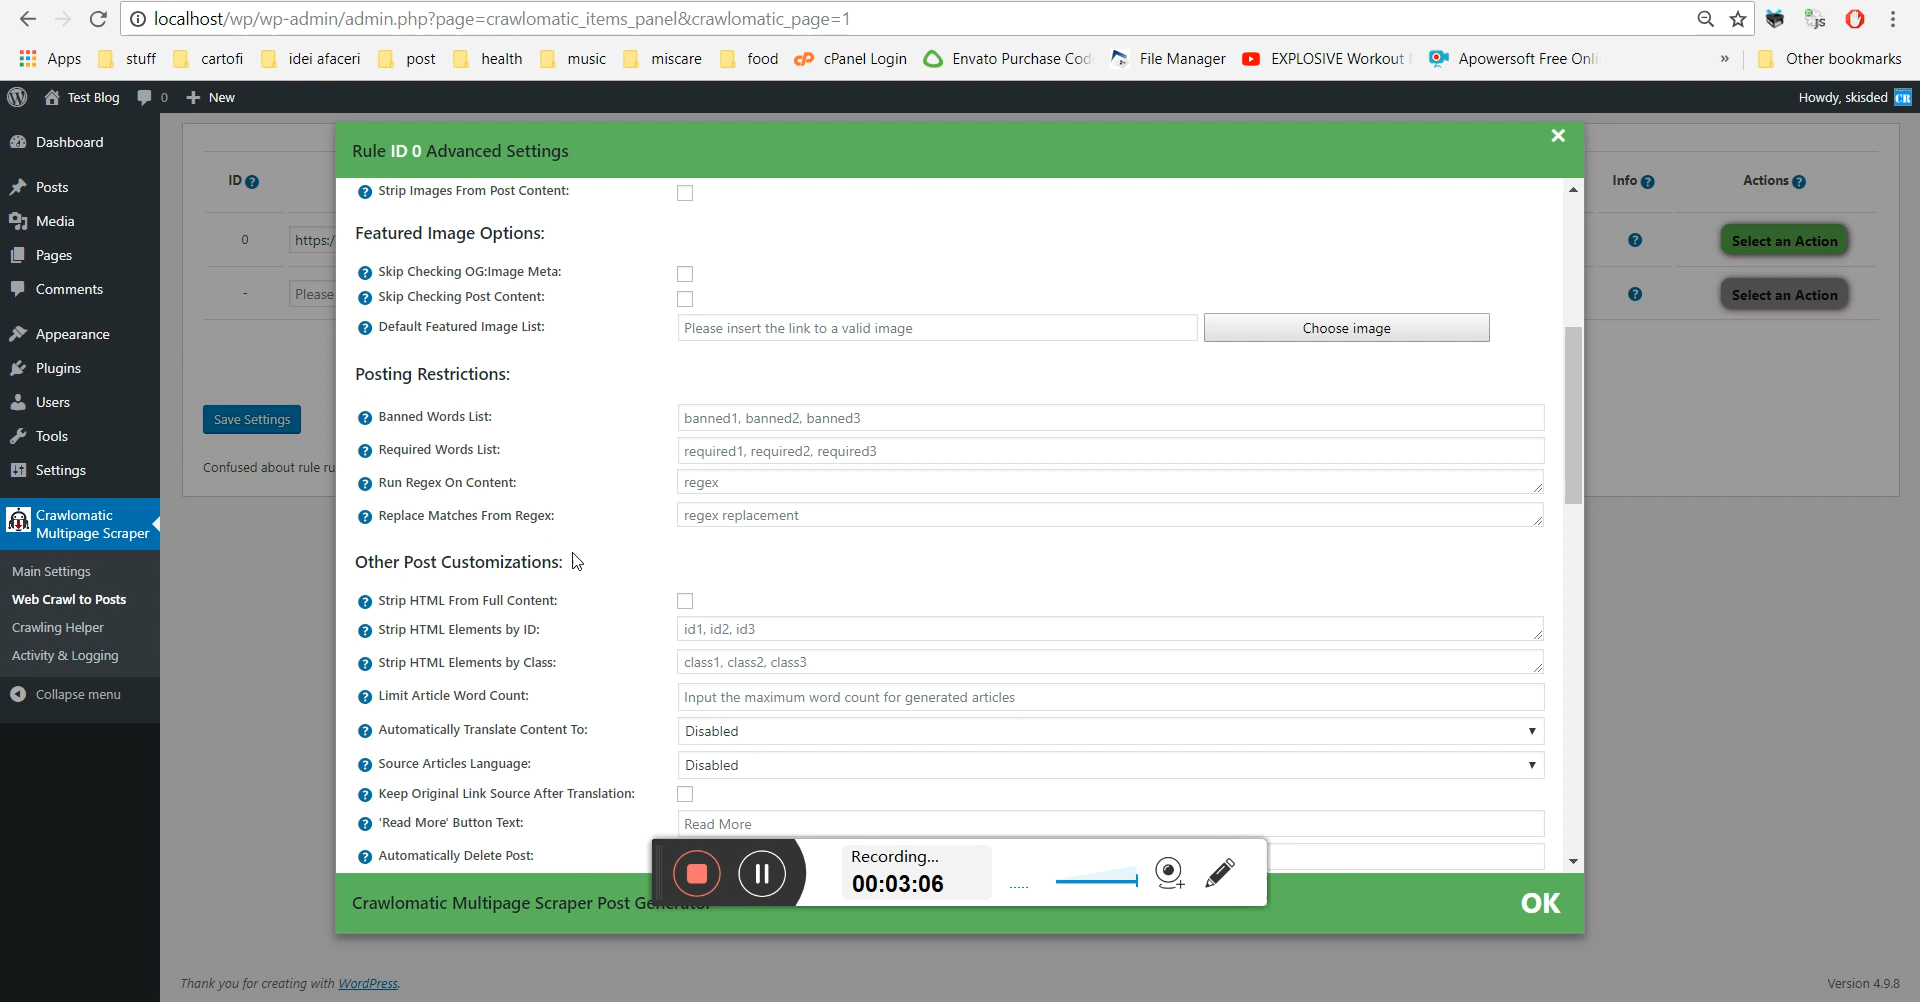 localhost/wp/wp-admin/admin.php?page=crawlomatic_items_panel&crawlomatic_page=1
Apps stuff cartofi idei afaceri post health music miscare food cPanel Login Envato Purchase Cod File Manager EXPLOSIVE Workout Apowersoft Free Onli » Other bookmarks
Test Blog 0 New Howdy, skisded CR
Dashboard
Posts
Media
Pages
Comments
Appearance
Plugins
Users
Tools
Settings
Crawlomatic
Multipage Scraper
Main Settings
Web Crawl to Posts
Crawling Helper
Activity & Logging
Collapse menu
ID Info Actions
0 https:/ Select an Action
- Please Select an Action
Save Settings
Confused about rule ru
Rule ID 0 Advanced Settings ×
Strip Images From Post Content:
Featured Image Options:
Skip Checking OG:Image Meta:
Skip Checking Post Content:
Default Featured Image List: Please insert the link to a valid image Choose image
Posting Restrictions:
Banned Words List: banned1, banned2, banned3
Required Words List: required1, required2, required3
Run Regex On Content: regex
Replace Matches From Regex: regex replacement
Other Post Customizations:
Strip HTML From Full Content:
Strip HTML Elements by ID: id1, id2, id3
Strip HTML Elements by Class: class1, class2, class3
Limit Article Word Count: Input the maximum word count for generated articles
Automatically Translate Content To: Disabled
Source Articles Language: Disabled
Keep Original Link Source After Translation:
'Read More' Button Text: Read More
Automatically Delete Post:
Recording...
00:03:06
Crawlomatic Multipage Scraper Post Generator OK
Thank you for creating with WordPress. Version 4.9.8